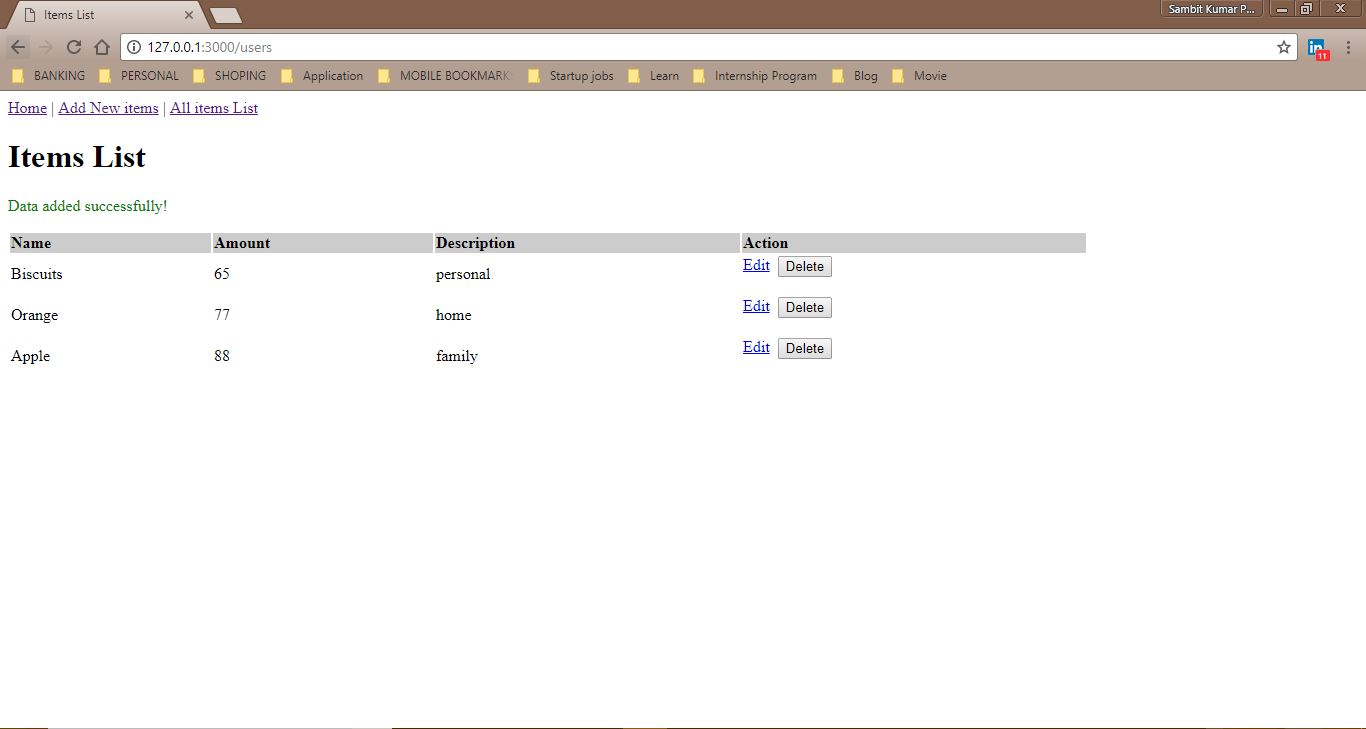 Items List
Sambit Kumar P...
127.0.0.1:3000/users
11
BANKING PERSONAL SHOPING Application MOBILE BOOKMARKS Startup jobs Learn Internship Program Blog Movie
Home | Add New items | All items List
Items List
Data added successfully!
Name Amount Description Action
Biscuits 65 personal Edit Delete
Orange 77 home Edit Delete
Apple 88 family Edit Delete